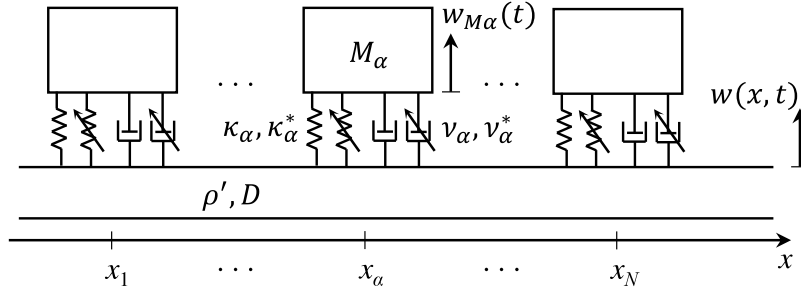 w_{Mα}(t)
M_α
· · · · · ·
w(x, t)
κ_α, κ_α^* ν_α, ν_α^*
ρ′, D
x
x_1 · · · x_α · · · x_N